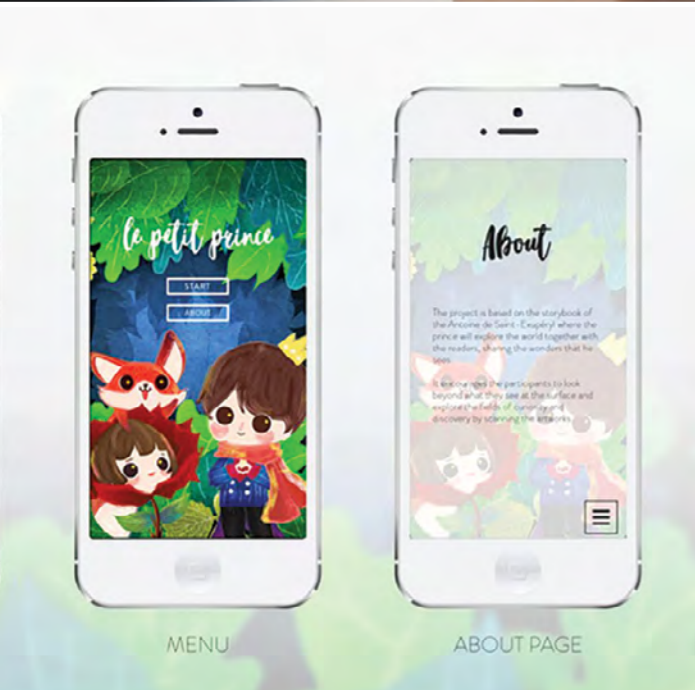 le petit prince
START
ABOUT
About
The project is based on the storybook of
the Antoine de Saint - Exupéryl where the
prince will explore the world together with
the readers, sharing the wonders that he
sees.
It encourages the participants to look
beyond what they see at the surface and
explore the fields of curiosity and
discovery by scanning the artworks.
MENU
ABOUT PAGE